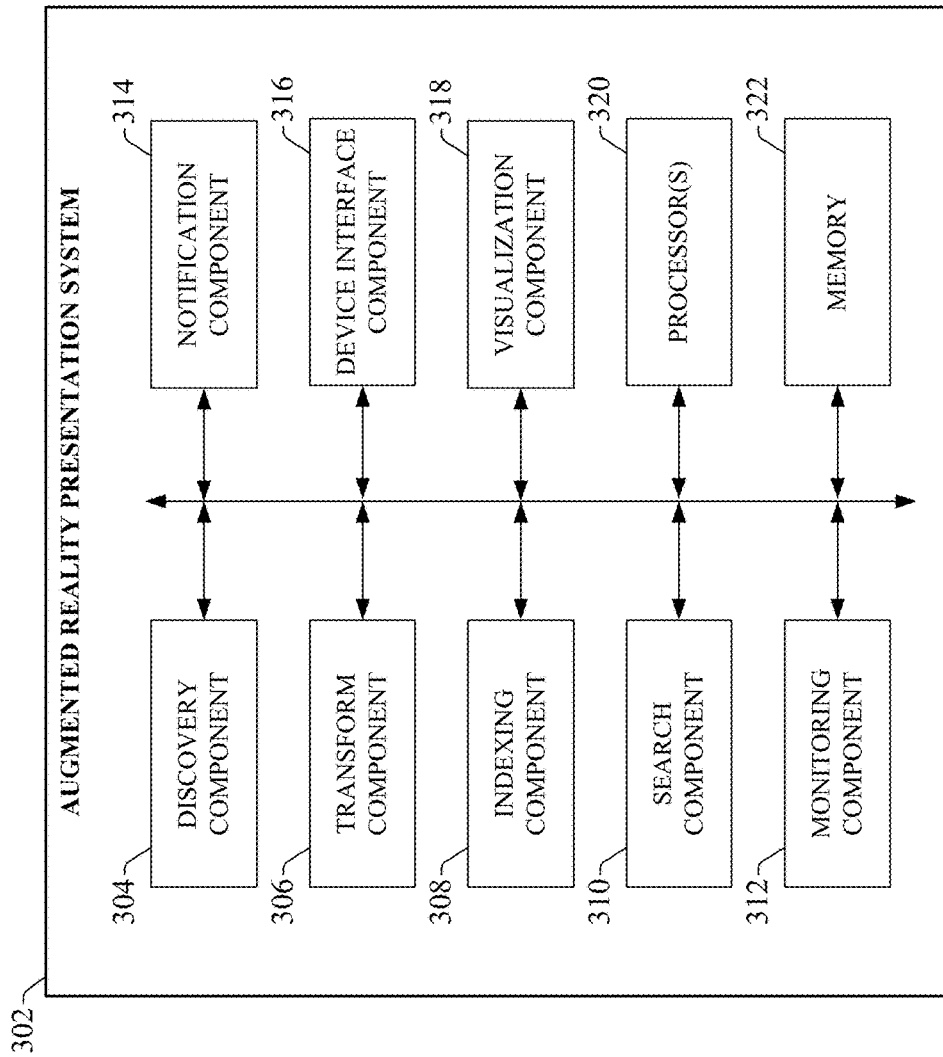 302
AUGMENTED REALITY PRESENTATION SYSTEM
304
DISCOVERY
COMPONENT
306
TRANSFORM
COMPONENT
308
INDEXING
COMPONENT
310
SEARCH
COMPONENT
312
MONITORING
COMPONENT
314
NOTIFICATION
COMPONENT
316
DEVICE INTERFACE
COMPONENT
318
VISUALIZATION
COMPONENT
320
PROCESSOR(S)
322
MEMORY